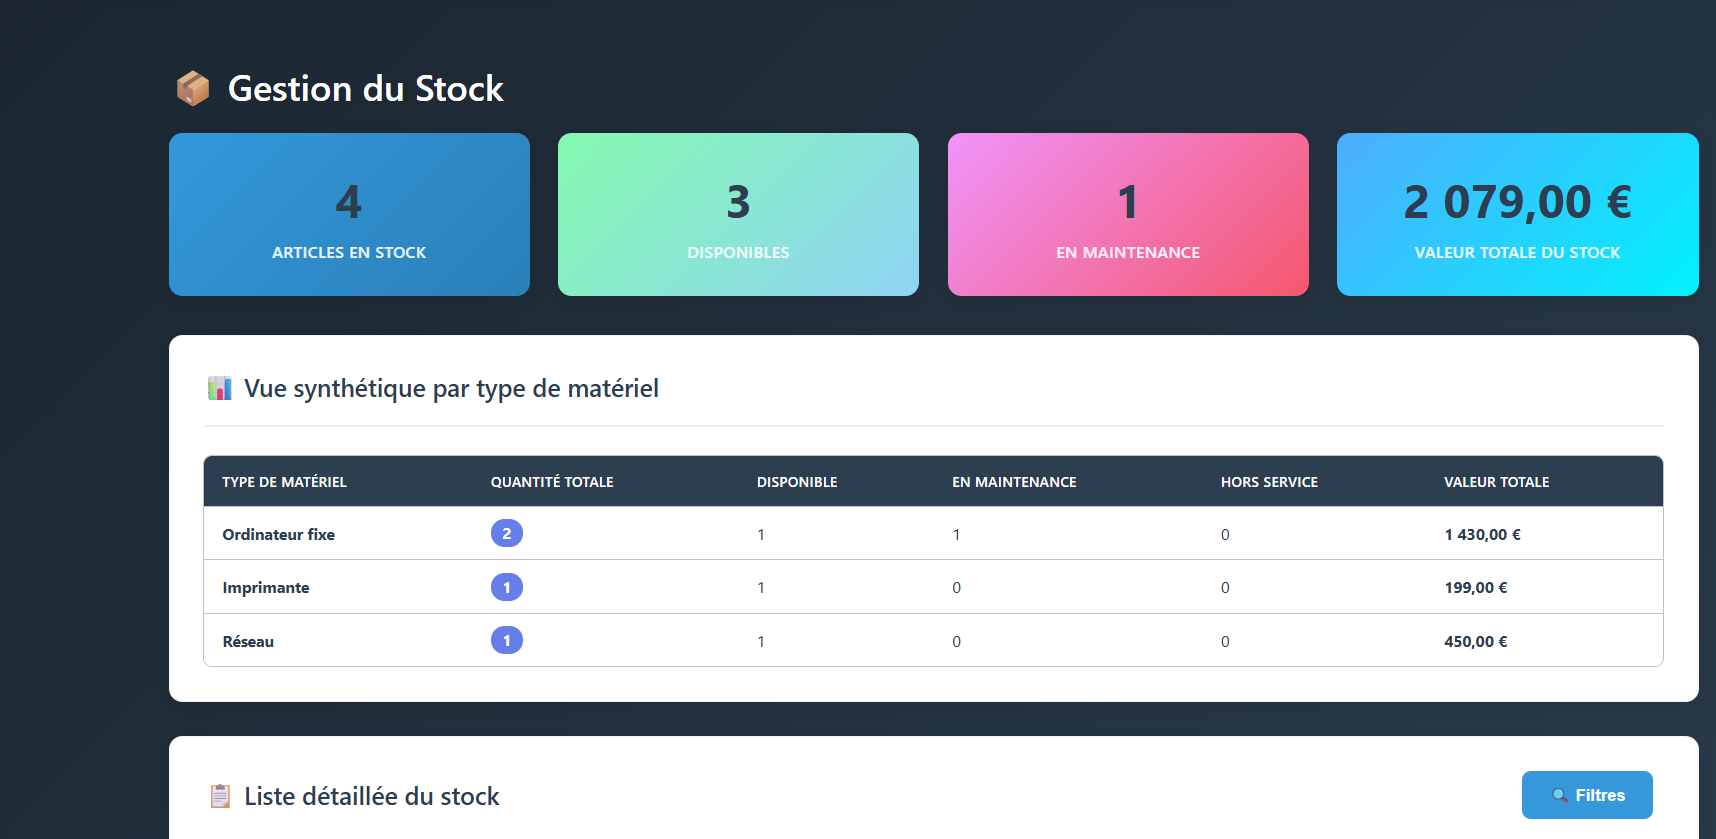 📦 Gestion du Stock
4
ARTICLES EN STOCK
3
DISPONIBLES
1
EN MAINTENANCE
2 079,00 €
VALEUR TOTALE DU STOCK
📊 Vue synthétique par type de matériel
TYPE DE MATÉRIEL QUANTITÉ TOTALE DISPONIBLE EN MAINTENANCE HORS SERVICE VALEUR TOTALE
Ordinateur fixe 2 1 1 0 1 430,00 €
Imprimante 1 1 0 0 199,00 €
Réseau 1 1 0 0 450,00 €
📋 Liste détaillée du stock
🔍 Filtres